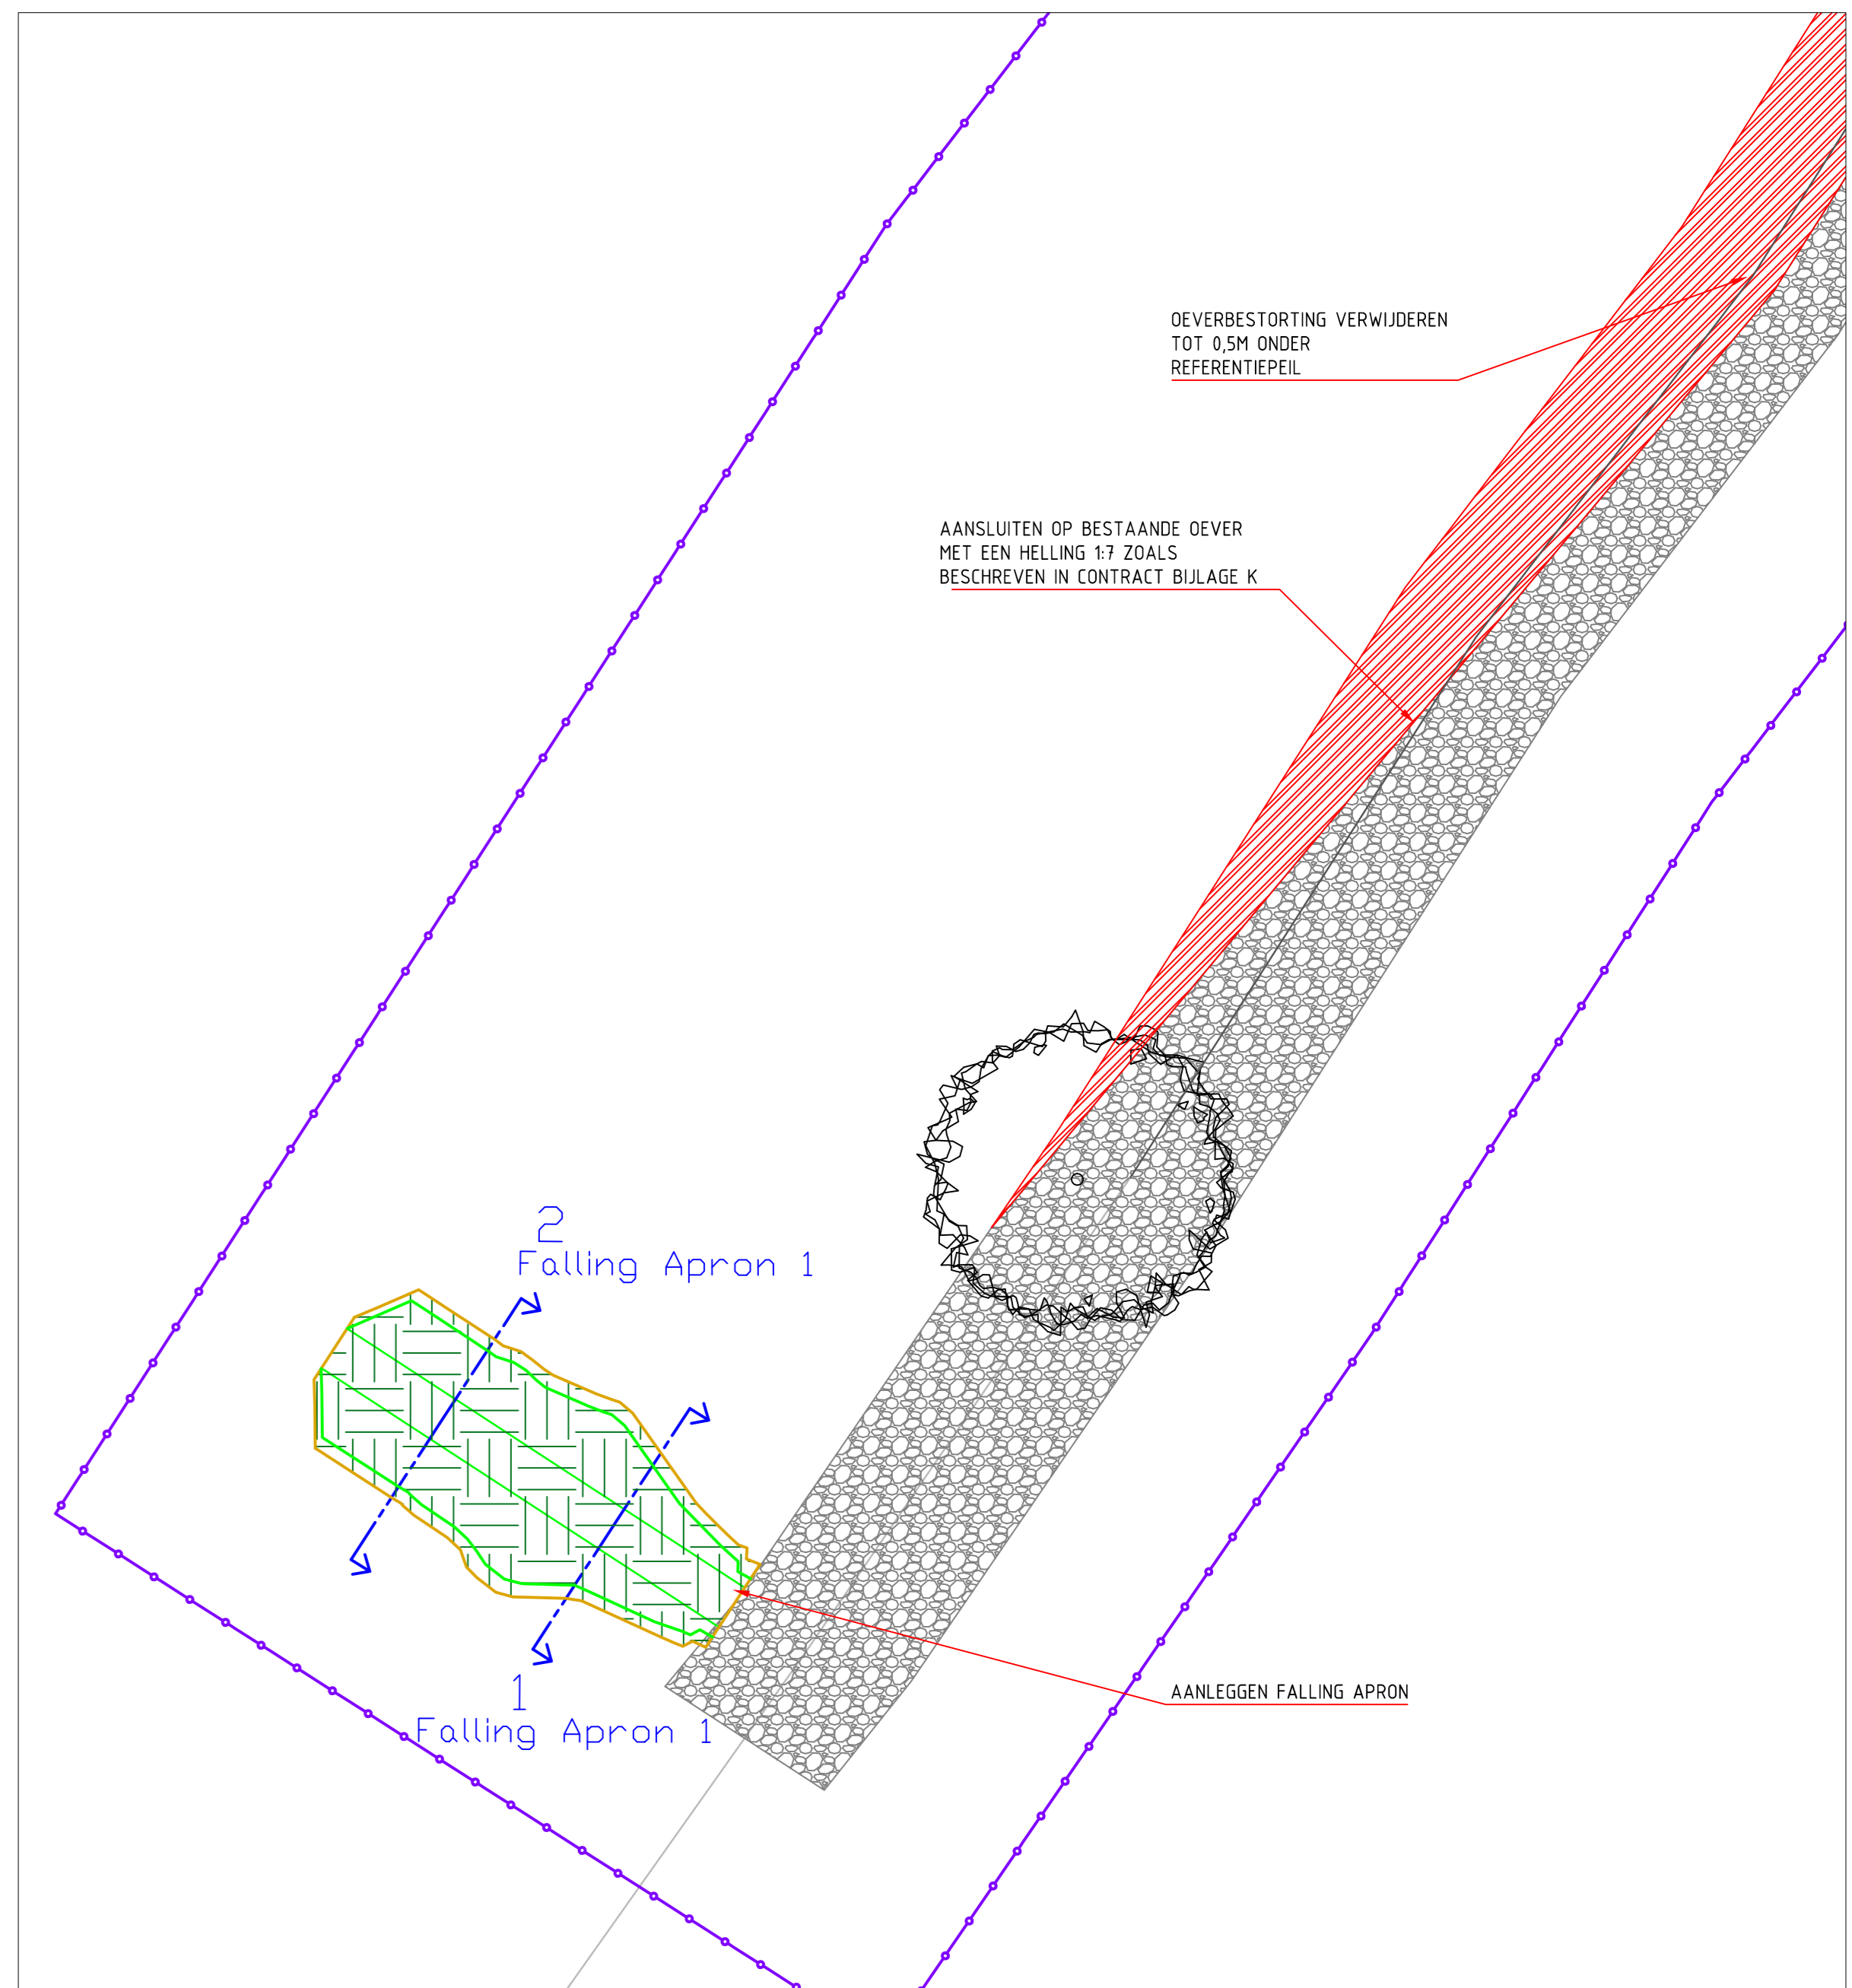 OEVERBESTORTING VERWIJDEREN
TOT 0,5M ONDER
REFERENTIEPEIL
AANSLUITEN OP BESTAANDE OEVER
MET EEN HELLING 1:7 ZOALS
BESCHREVEN IN CONTRACT BIJLAGE K
2
Falling Apron 1
1
Falling Apron 1
AANLEGGEN FALLING APRON